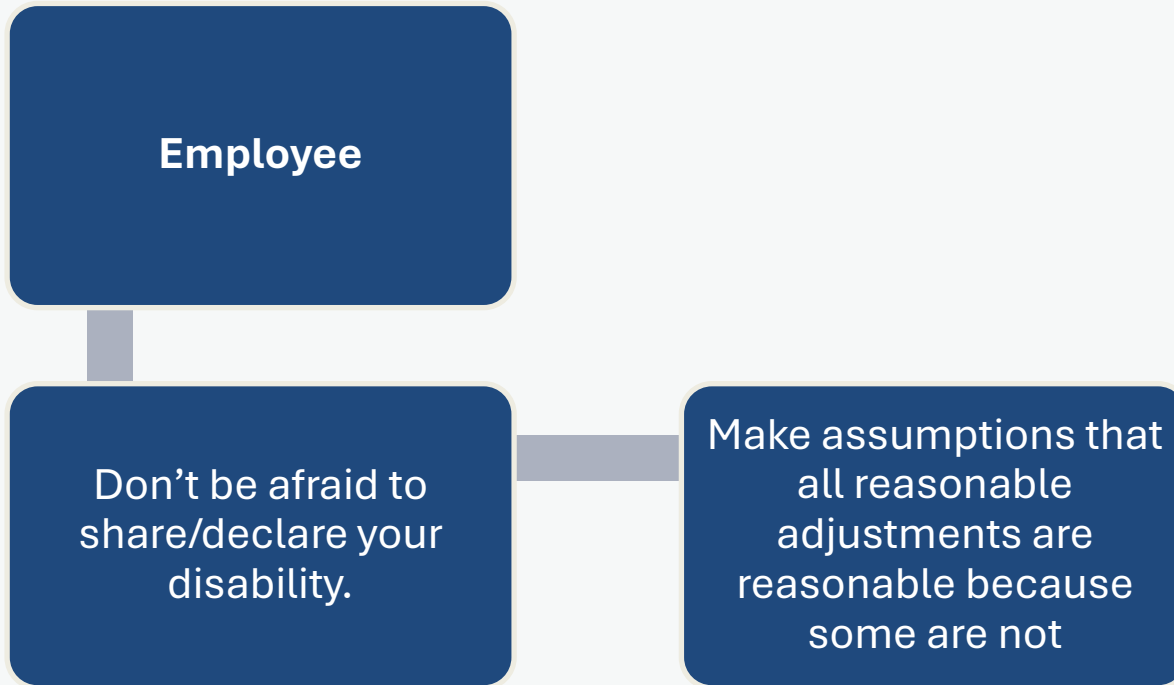 Employee
Don’t be afraid to
share/declare your
disability.
Make assumptions that
all reasonable
adjustments are
reasonable because
some are not